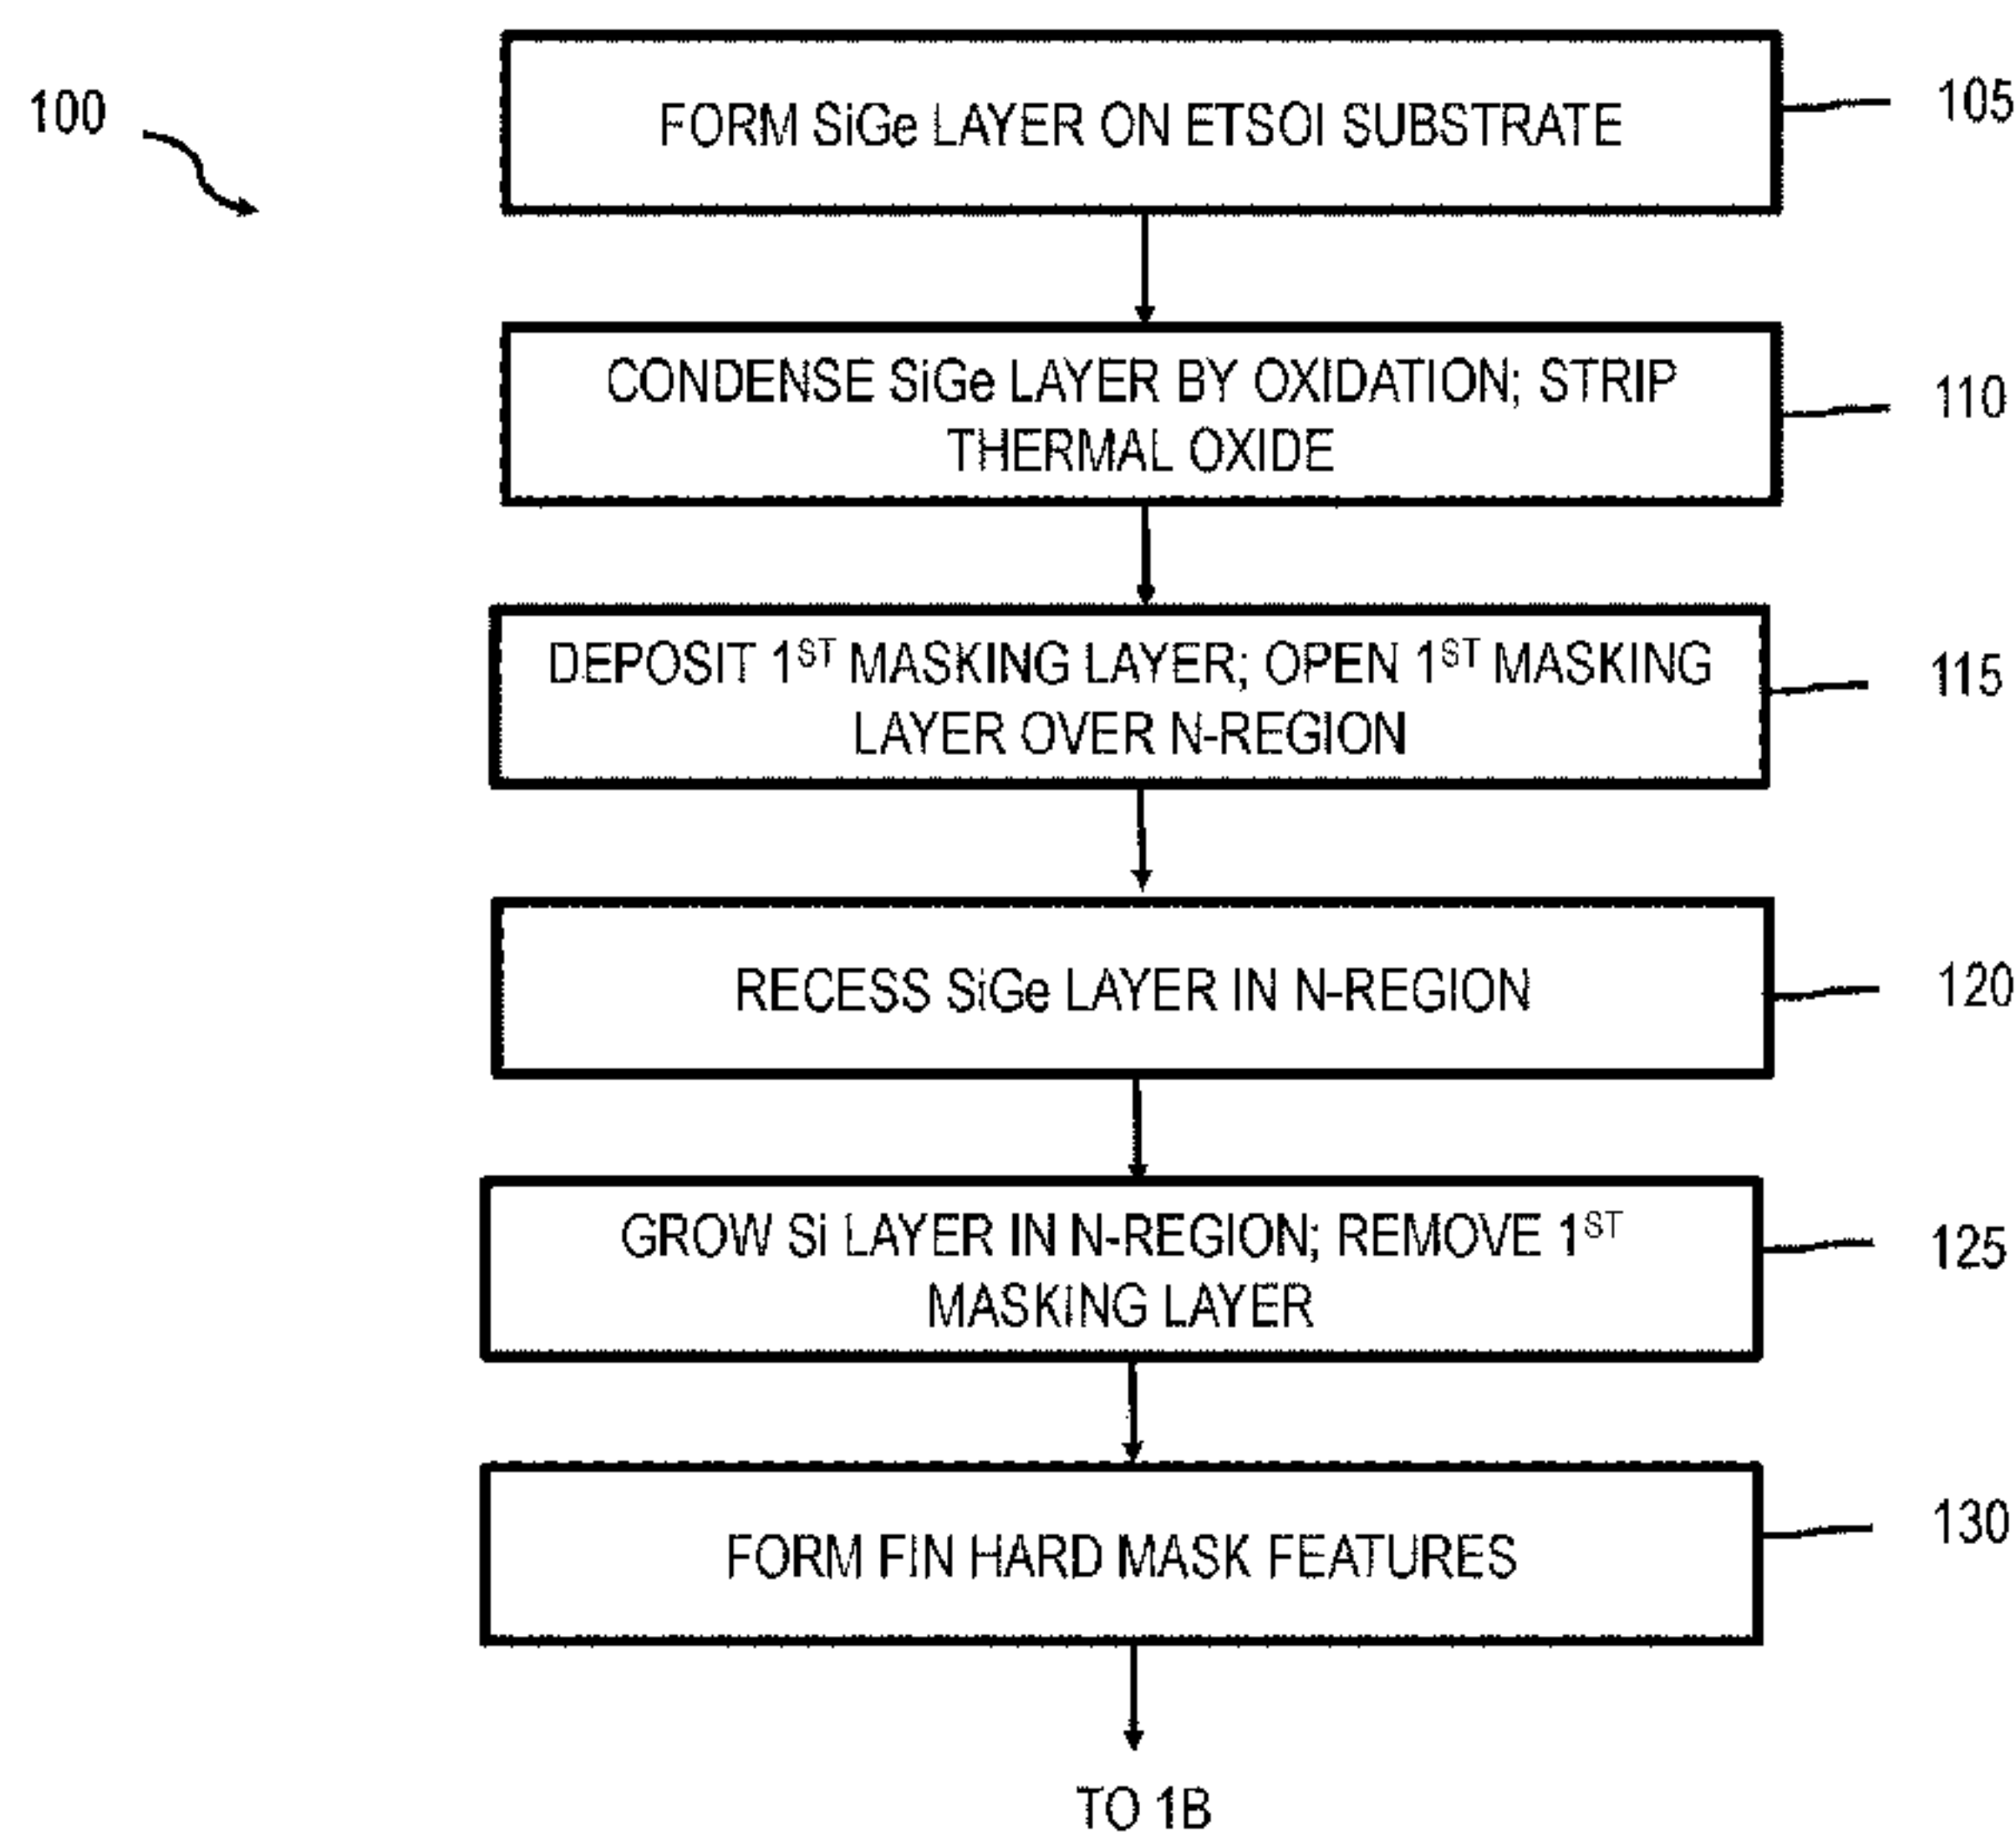 100
FORM SiGe LAYER ON ETSOI SUBSTRATE
105
CONDENSE SiGe LAYER BY OXIDATION; STRIP
THERMAL OXIDE
110
DEPOSIT 1ST MASKING LAYER; OPEN 1ST MASKING
LAYER OVER N-REGION
115
RECESS SiGe LAYER IN N-REGION
120
GROW Si LAYER IN N-REGION; REMOVE 1ST
MASKING LAYER
125
FORM FIN HARD MASK FEATURES
130
TO 1B